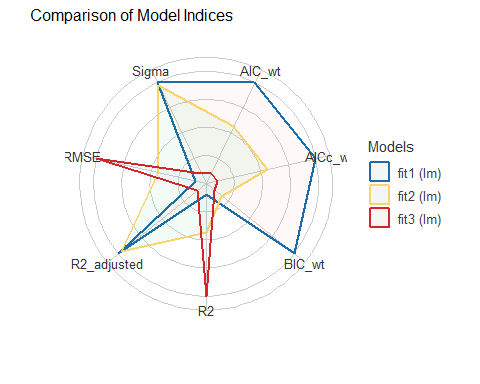 Comparison of Model Indices
Sigma
AIC_wt
RMSE
AICc_w
R2_adjusted
BIC_wt
R2
Models
fit1 (lm)
fit2 (lm)
fit3 (lm)